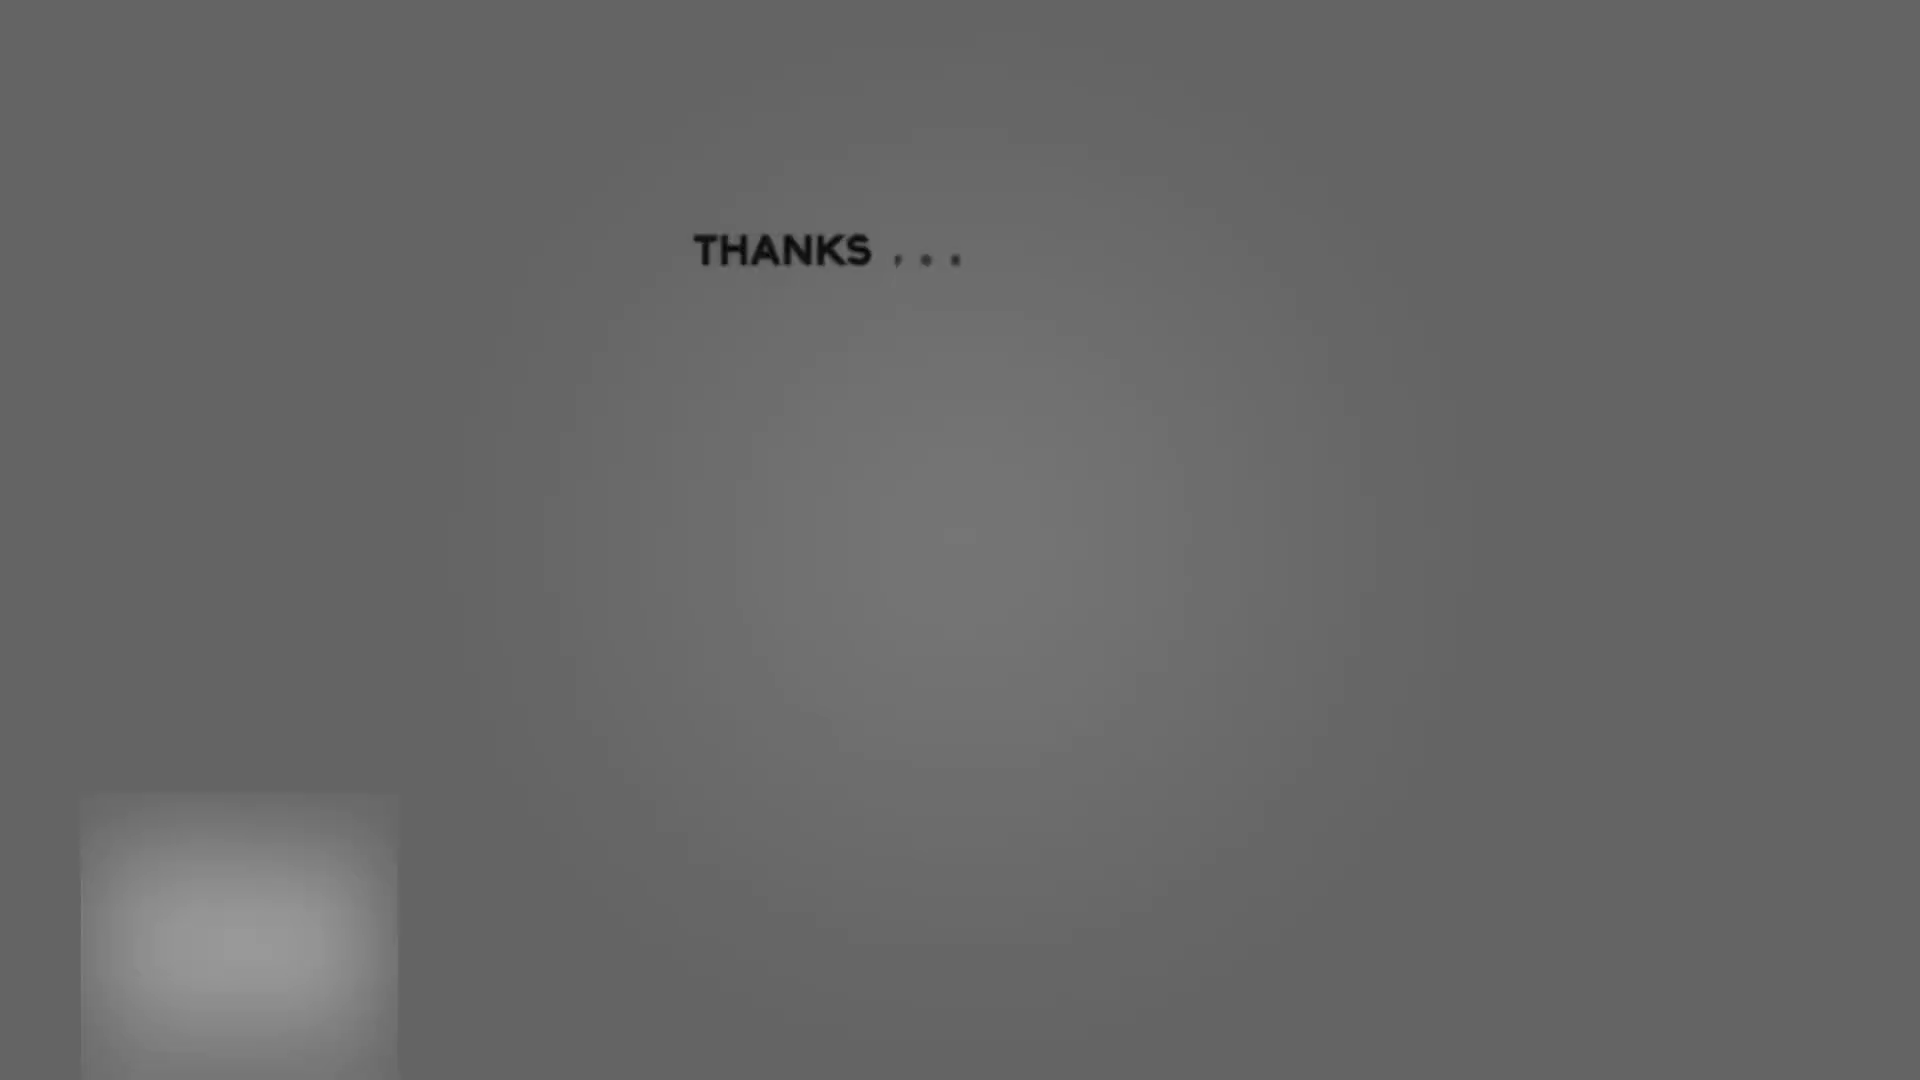 THANKS , . .